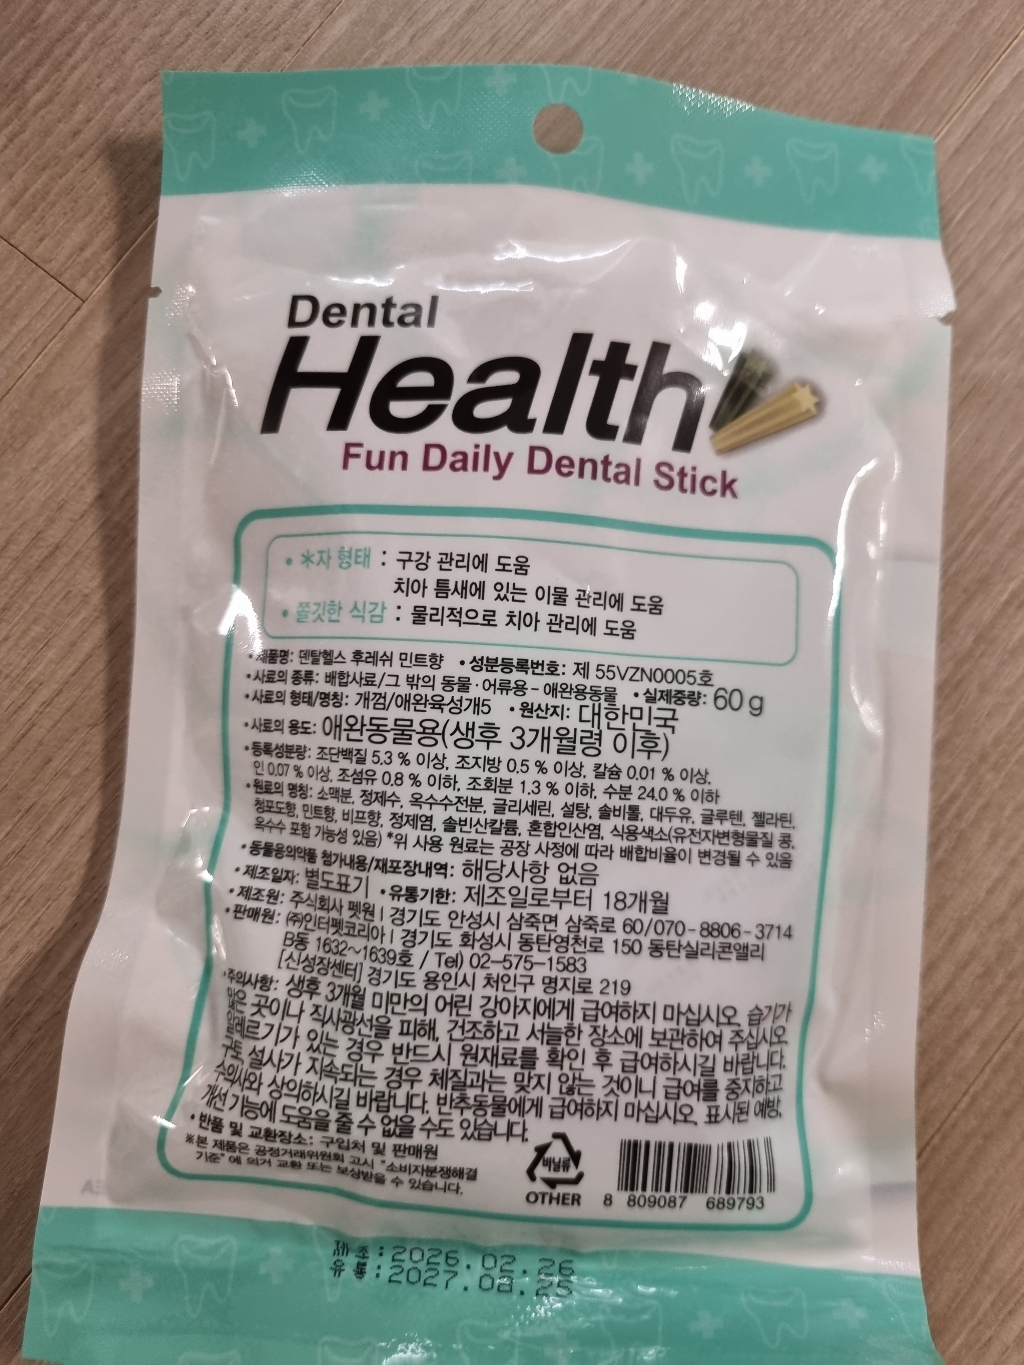 Dental
Health
Fun Daily Dental Stick
• 米자 형태 : 구강 관리에 도움
치아 틈새에 있는 이물 관리에 도움
• 쫄깃한 식감 : 물리적으로 치아 관리에 도움
• 제품명: 덴탈헬스 후레쉬 민트향 • 성분등록번호: 제 55VZN0005호
• 사료의 종류: 배합사료/그 밖의 동물·어류용 - 애완용동물 • 실제중량: 60 g
• 사료의 형태/명칭: 개껌/애완육성개5 • 원산지: 대한민국
• 사료의 용도: 애완동물용(생후 3개월령 이후)
• 등록성분량: 조단백질 5.3 % 이상, 조지방 0.5 % 이상, 칼슘 0.01 % 이상,
인 0.07 % 이상, 조섬유 0.8 % 이하, 조회분 1.3 % 이하, 수분 24.0 % 이하
• 원료의 명칭: 소맥분, 정제수, 옥수수전분, 글리세린, 설탕, 솔비톨, 대두유, 글루텐, 젤라틴,
청포도향, 민트향, 비프향, 정제염, 솔빈산칼륨, 혼합인산염, 식용색소(유전자변형물질 콩,
옥수수 포함 가능성 있음) *위 사용 원료는 공장 사정에 따라 배합비율이 변경될 수 있음
• 동물용의약품 첨가내용/재포장내역: 해당사항 없음
• 제조일자: 별도표기 • 유통기한: 제조일로부터 18개월
• 제조원: 주식회사 펫원 | 경기도 안성시 삼죽면 삼죽로 60/070-8806-3714
• 판매원: ㈜인터펫코리아 | 경기도 화성시 동탄영천로 150 동탄실리콘앨리
B동 1632~1639호 / Tel) 02-575-1583
[신성장센터] 경기도 용인시 처인구 명지로 219
• 주의사항: 생후 3개월 미만의 어린 강아지에게 급여하지 마십시오. 습기가
많은 곳이나 직사광선을 피해, 건조하고 서늘한 장소에 보관하여 주십시오.
알레르기가 있는 경우 반드시 원재료를 확인 후 급여하시길 바랍니다.
구토, 설사가 지속되는 경우 체질과는 맞지 않는 것이니 급여를 중지하고
수의사와 상의하시길 바랍니다. 반추동물에게 급여하지 마십시오. 표시된 예방,
개선 기능에 도움을 줄 수 없을 수도 있습니다.
• 반품 및 교환장소: 구입처 및 판매원
※본 제품은 공정거래위원회 고시 "소비자분쟁해결
기준" 에 의거 교환 또는 보상받을 수 있습니다.
비닐류
OTHER
8 809087 689793
제 조 : 2026.02.26
유 통 : 2027.08.25